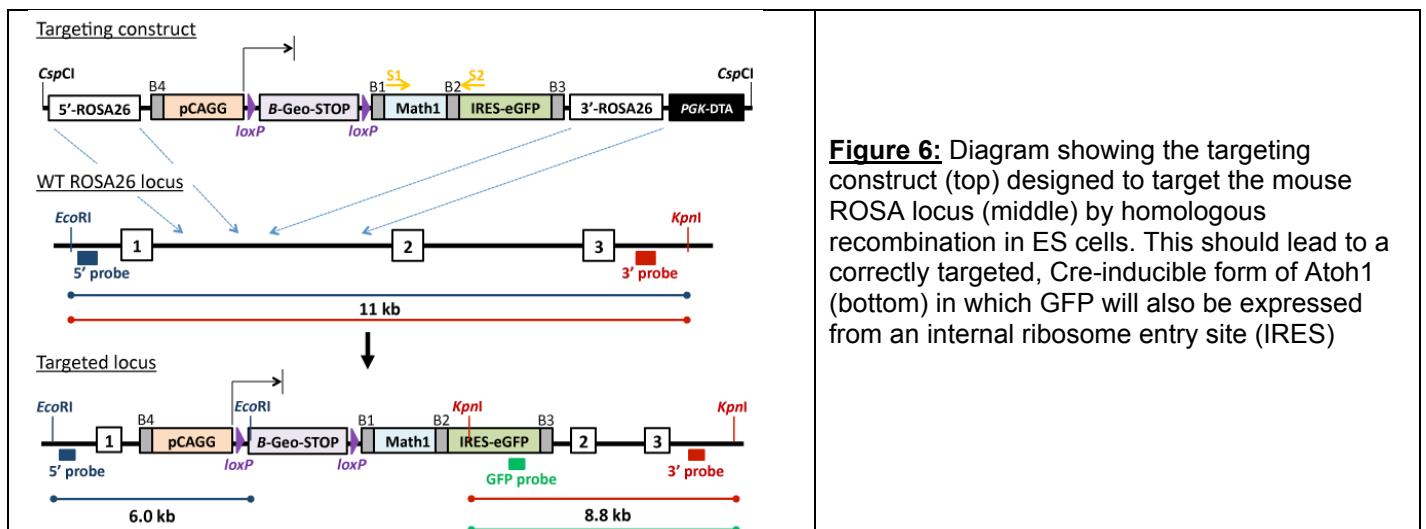 Targeting construct
CspCI
CspCI
B4
B1
S1
B2
S2
B3
5'-ROSA26
pCAGG
B-Geo-STOP
Math1
IRES-eGFP
3'-ROSA26
PGK-DTA
loxP
loxP
WT ROSA26 locus
EcoRI
KpnI
1
2
3
5' probe
3' probe
11 kb
Targeted locus
EcoRI
B4
EcoRI
B1
B2
KpnI
B3
KpnI
1
pCAGG
B-Geo-STOP
Math1
IRES-eGFP
2
3
5' probe
loxP
loxP
GFP probe
3' probe
6.0 kb
8.8 kb
Figure 6: Diagram showing the targeting
construct (top) designed to target the mouse
ROSA locus (middle) by homologous
recombination in ES cells. This should lead to a
correctly targeted, Cre-inducible form of Atoh1
(bottom) in which GFP will also be expressed
from an internal ribosome entry site (IRES)